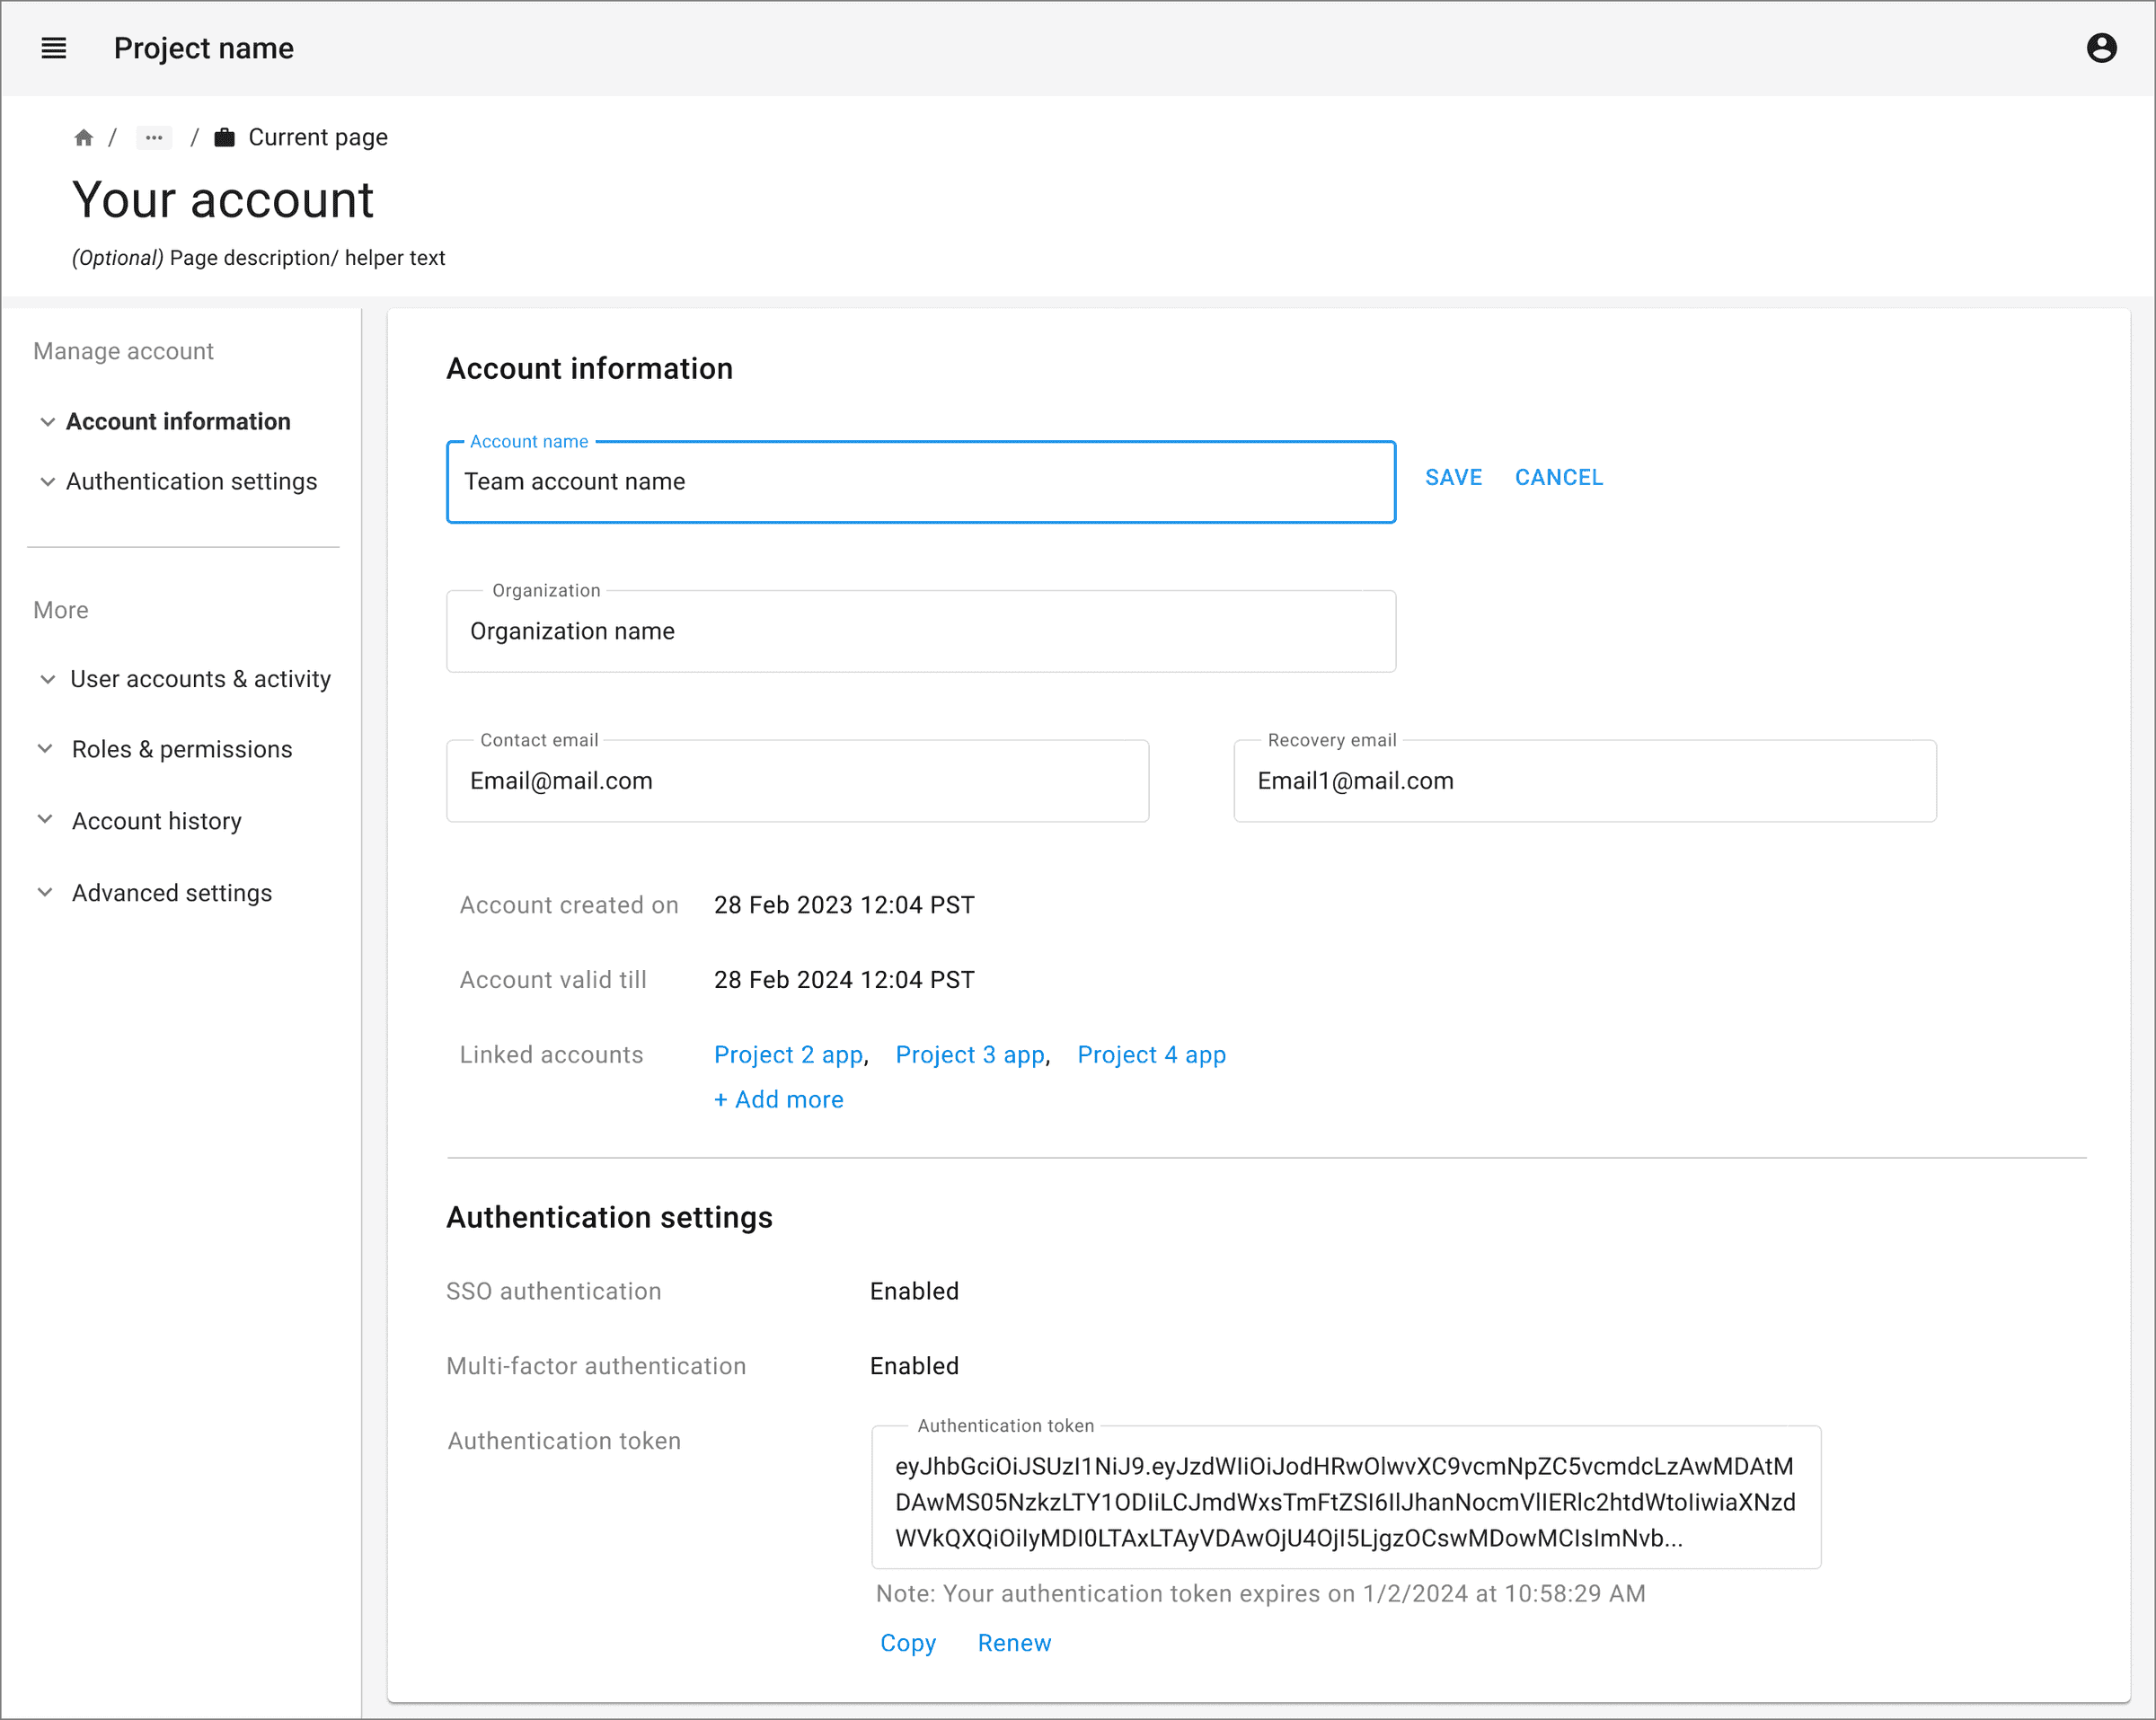 Project name
/ ... / Current page
Your account
(Optional) Page description/ helper text
Manage account
Account information
Authentication settings
More
User accounts & activity
Roles & permissions
Account history
Advanced settings
Account information
Account name
Team account name
SAVE CANCEL
Organization
Organization name
Contact email
Email@mail.com
Recovery email
Email1@mail.com
Account created on 28 Feb 2023 12:04 PST
Account valid till 28 Feb 2024 12:04 PST
Linked accounts Project 2 app, Project 3 app, Project 4 app
+ Add more
Authentication settings
SSO authentication Enabled
Multi-factor authentication Enabled
Authentication token
Authentication token
eyJhbGciOiJSUzI1NiJ9.eyJzdWIiOiJodHRwOlwvXC9vcmNpZC5vcmdcLzAwMDAtM
DAwMS05NzkzLTY1ODIiLCJmdWxsTmFtZSI6IlJhanNocmVlIERlc2htdWtoIiwiaXNzd
WVkQXQiOiIyMDI0LTAxLTAyVDAwOjU4OjI5LjgzOCswMDowMCIsImNvb...
Note: Your authentication token expires on 1/2/2024 at 10:58:29 AM
Copy Renew